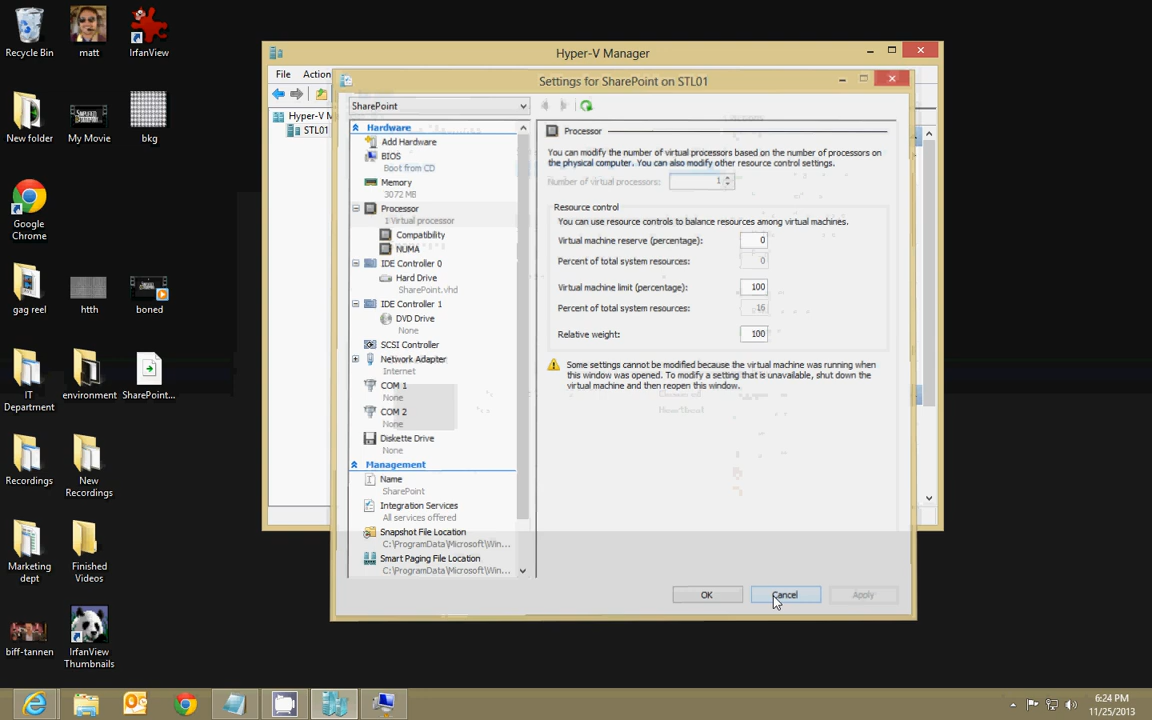 Recycle Bin
matt
IrfanView
New folder
My Movie
bkg
Google
Chrome
gag reel
htth
boned
IT
Department
environment
SharePoint...
Recordings
New
Recordings
Marketing
dept
Finished
Videos
biff-tannen
IrfanView
Thumbnails
Hyper-V Manager
File
Action
Hyper-V M
STL01
Settings for SharePoint on STL01
SharePoint
Hardware
Add Hardware
BIOS
Boot from CD
Memory
3072 MB
Processor
1 Virtual processor
Compatibility
NUMA
IDE Controller 0
Hard Drive
SharePoint.vhd
IDE Controller 1
DVD Drive
None
SCSI Controller
Network Adapter
Internet
COM 1
None
COM 2
None
Diskette Drive
None
Management
Name
SharePoint
Integration Services
All services offered
Snapshot File Location
C:\ProgramData\Microsoft\Win...
Smart Paging File Location
C:\ProgramData\Microsoft\Win...
Processor
You can modify the number of virtual processors based on the number of processors on
the physical computer. You can also modify other resource control settings.
Number of virtual processors: 1
Resource control
You can use resource controls to balance resources among virtual machines.
Virtual machine reserve (percentage): 0
Percent of total system resources: 0
Virtual machine limit (percentage): 100
Percent of total system resources: 16
Relative weight: 100
Some settings cannot be modified because the virtual machine was running when
this window was opened. To modify a setting that is unavailable, shut down the
virtual machine and then reopen this window.
OK
Cancel
Apply
6:24 PM
11/25/2013